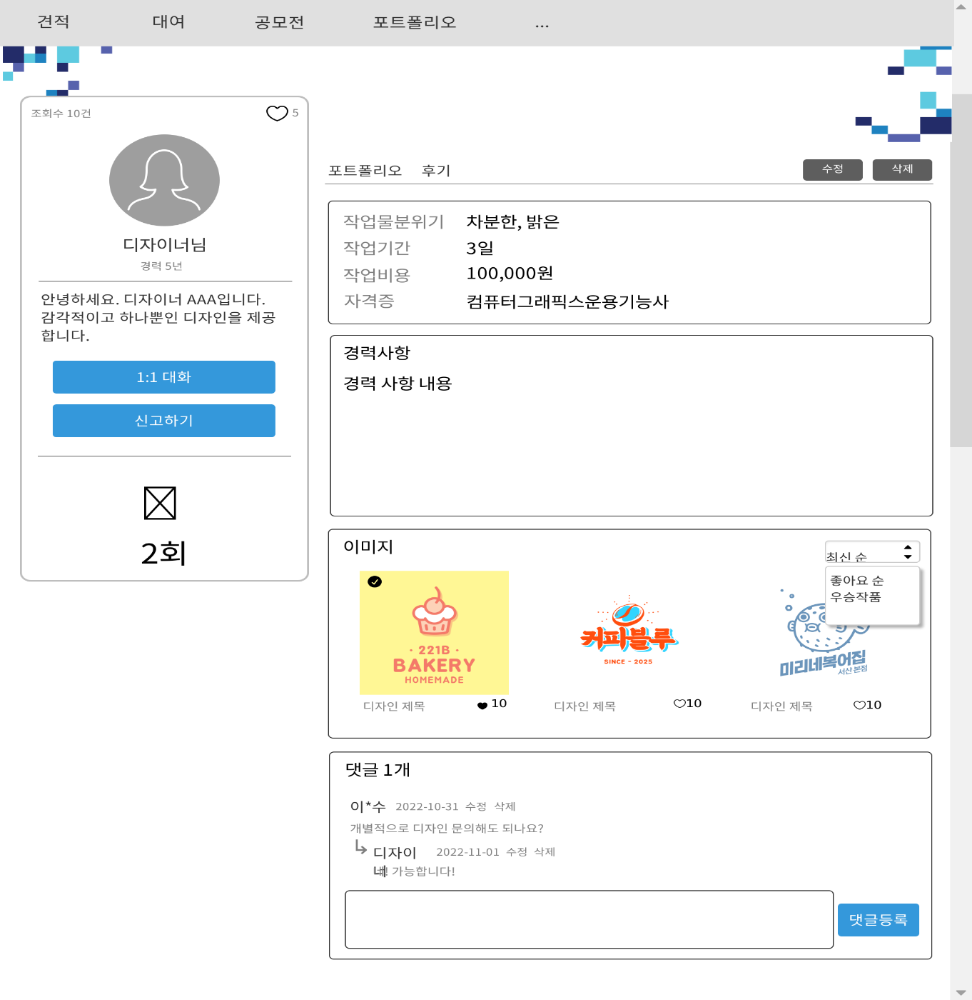 견적
대여
공모전
포트폴리오
...
조회수 10건
5
디자이너님
경력 5년
안녕하세요. 디자이너 AAA입니다.
감각적이고 하나뿐인 디자인을 제공
합니다.
1:1 대화
신고하기
2회
포트폴리오
후기
수정
삭제
작업물분위기 차분한, 밝은
작업기간 3일
작업비용 100,000원
자격증 컴퓨터그래픽스운용기능사
경력사항
경력 사항 내용
이미지
최신 순
좋아요 순
우승작품
· 221B ·
BAKERY
HOMEMADE
커피블루
SINCE - 2025
미리네복어집
서산 본점
디자인 제목
10
디자인 제목
10
디자인 제목
10
댓글 1개
이*수 2022-10-31 수정 삭제
개별적으로 디자인 문의해도 되나요?
디자이 2022-11-01 수정 삭제
너
네! 가능합니다!
댓글등록